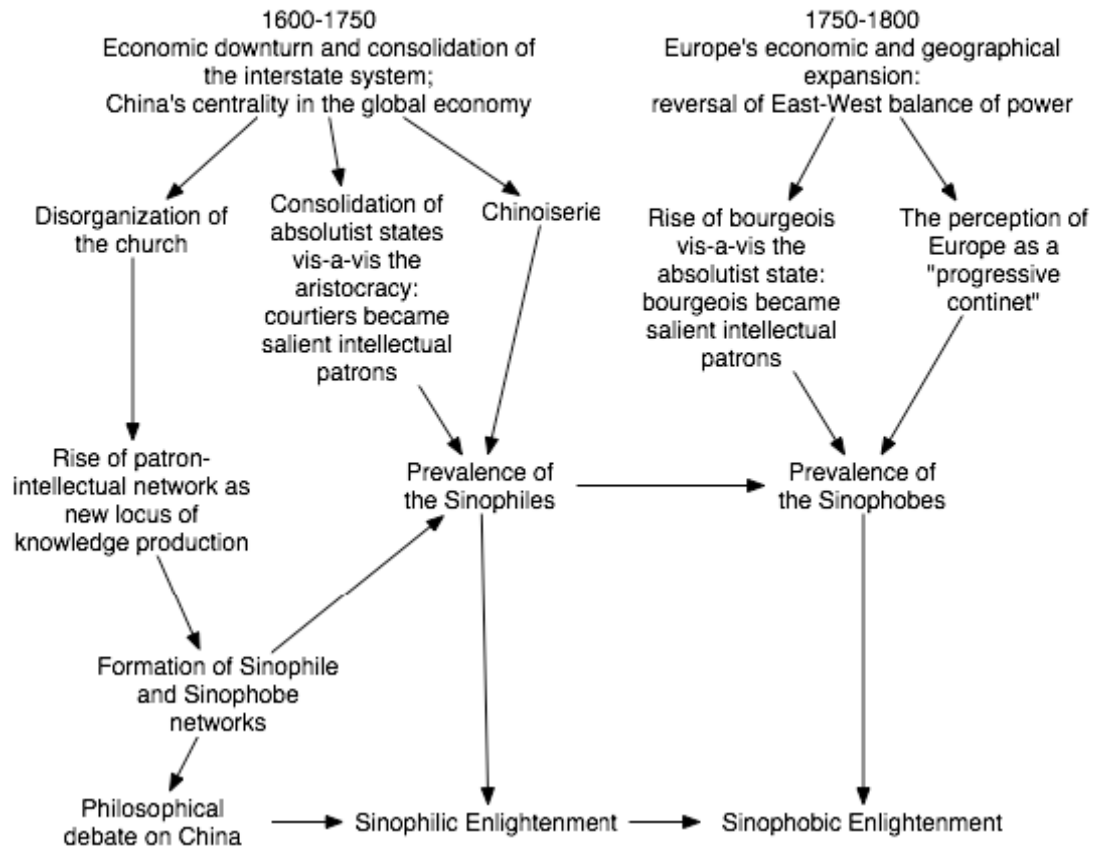 1600-1750
Economic downturn and consolidation of
the interstate system;
China's centrality in the global economy
1750-1800
Europe's economic and geographical
expansion:
reversal of East-West balance of power
Disorganization of
the church
Consolidation of
absolutist states
vis-a-vis the
aristocracy:
courtiers became
salient intellectual
patrons
Chinoiserie
Rise of bourgeois
vis-a-vis the
absolutist state:
bourgeois became
salient intellectual
patrons
The perception of
Europe as a
"progressive
continet"
Rise of patron-
intellectual network as
new locus of
knowledge production
Prevalence of
the Sinophiles
Prevalence of
the Sinophobes
Formation of Sinophile
and Sinophobe
networks
Philosophical
debate on China
Sinophilic Enlightenment
Sinophobic Enlightenment